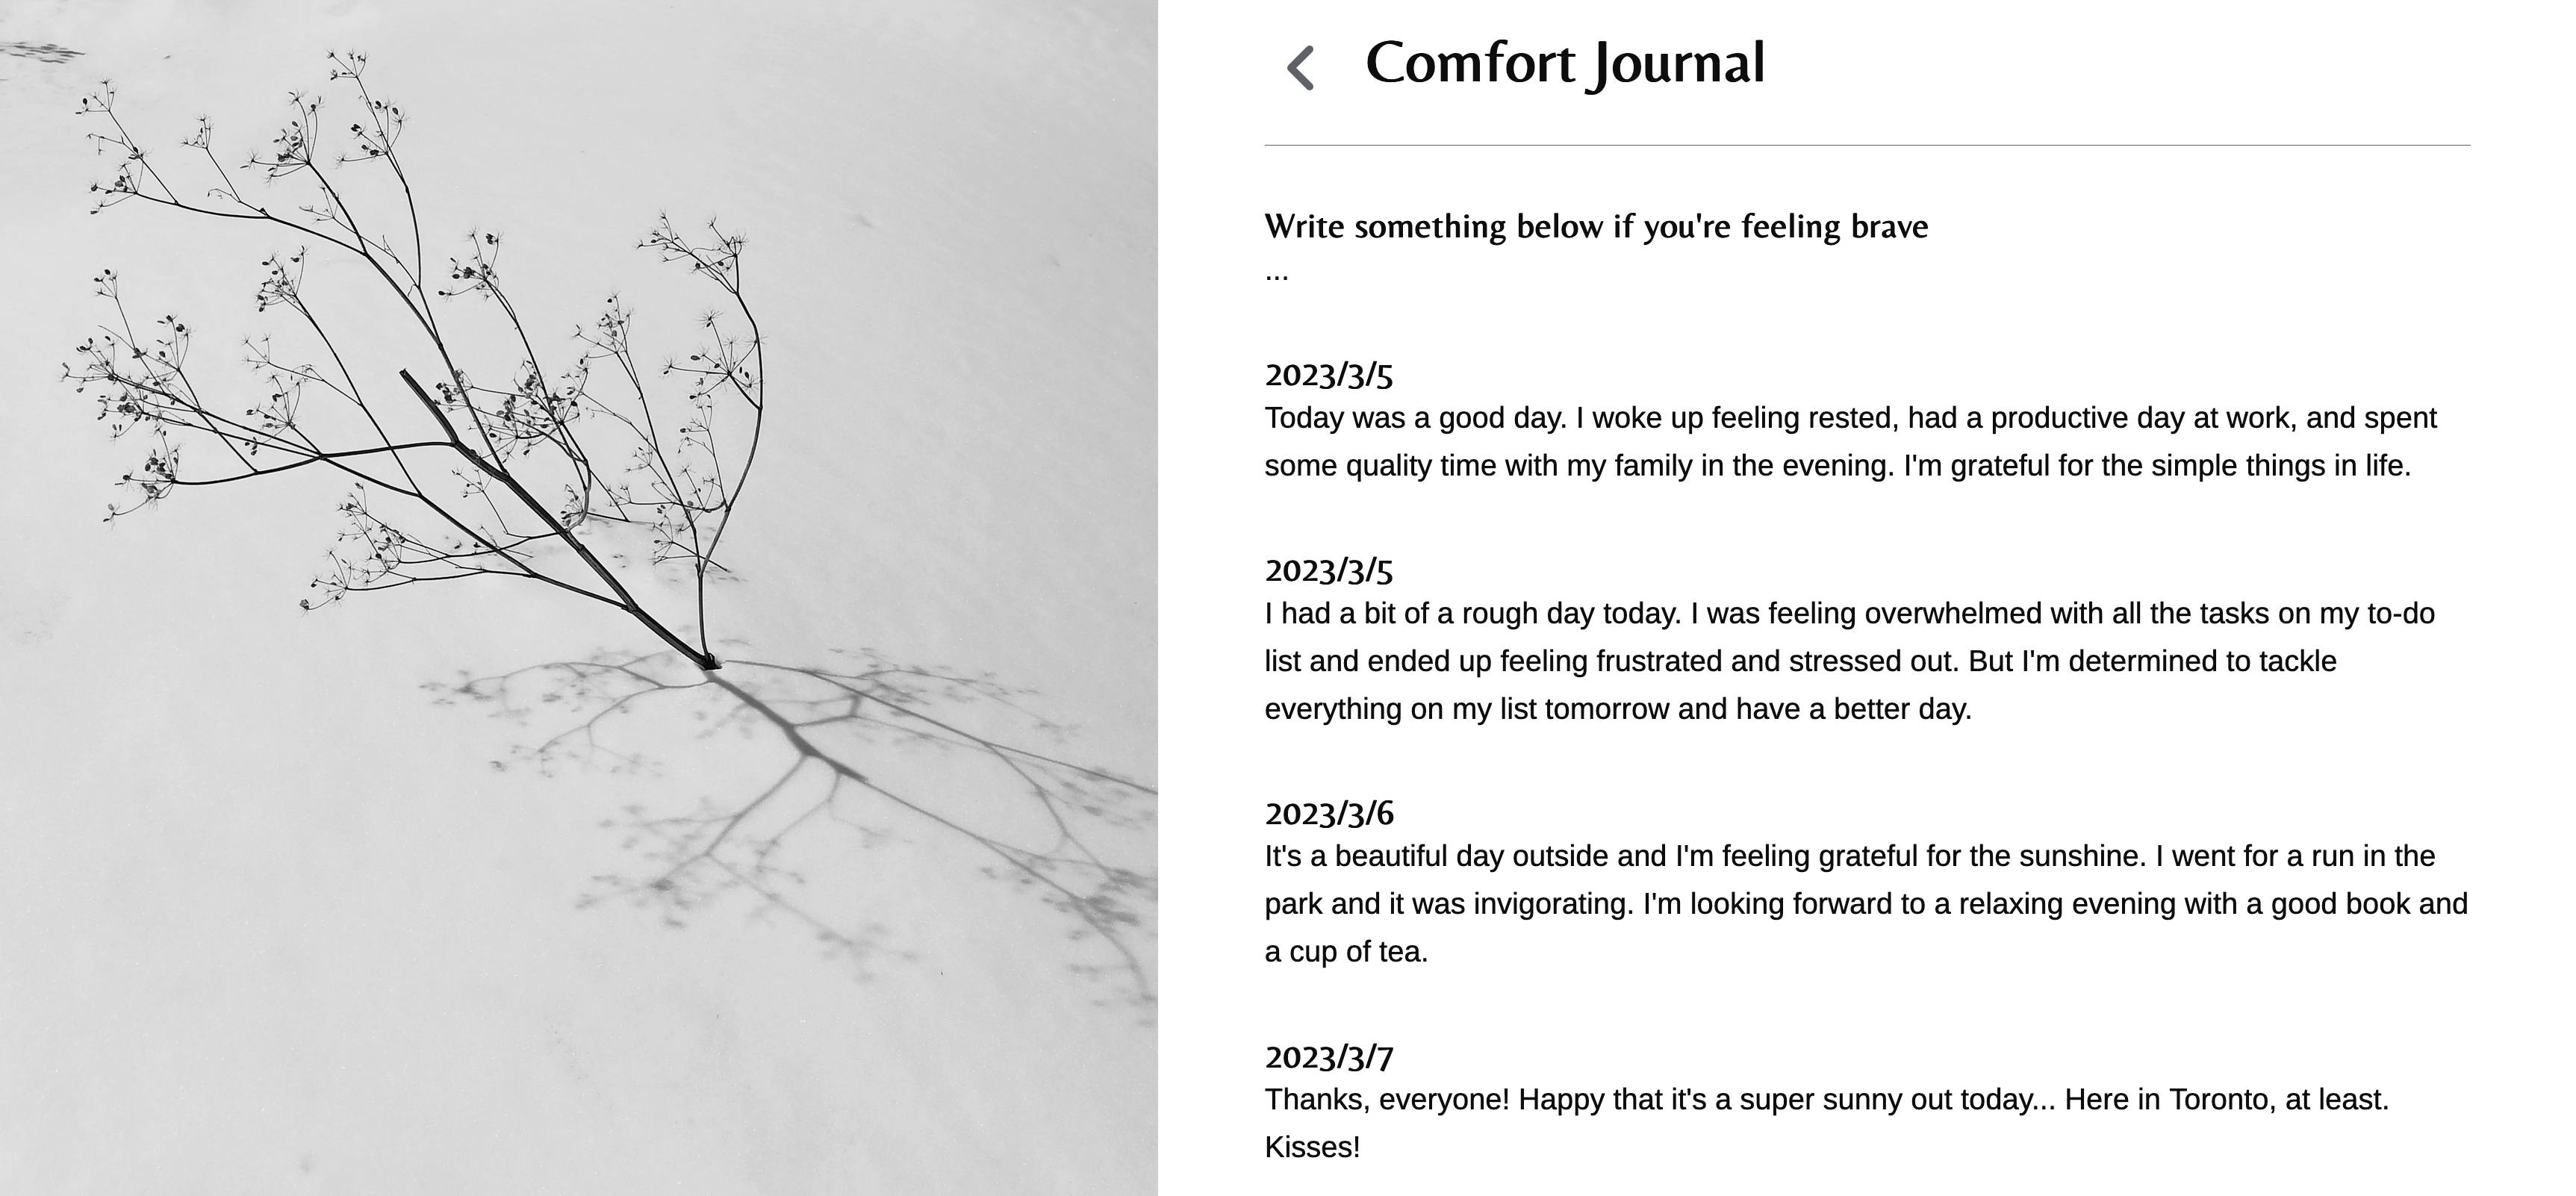 Comfort Journal
Write something below if you're feeling brave
...
2023/3/5
Today was a good day. I woke up feeling rested, had a productive day at work, and spent
some quality time with my family in the evening. I'm grateful for the simple things in life.
2023/3/5
I had a bit of a rough day today. I was feeling overwhelmed with all the tasks on my to-do
list and ended up feeling frustrated and stressed out. But I'm determined to tackle
everything on my list tomorrow and have a better day.
2023/3/6
It's a beautiful day outside and I'm feeling grateful for the sunshine. I went for a run in the
park and it was invigorating. I'm looking forward to a relaxing evening with a good book and
a cup of tea.
2023/3/7
Thanks, everyone! Happy that it's a super sunny out today... Here in Toronto, at least.
Kisses!